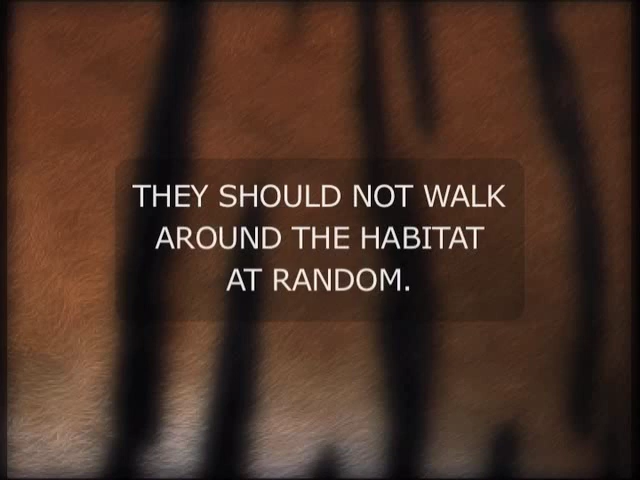 THEY SHOULD NOT WALK
AROUND THE HABITAT
AT RANDOM.